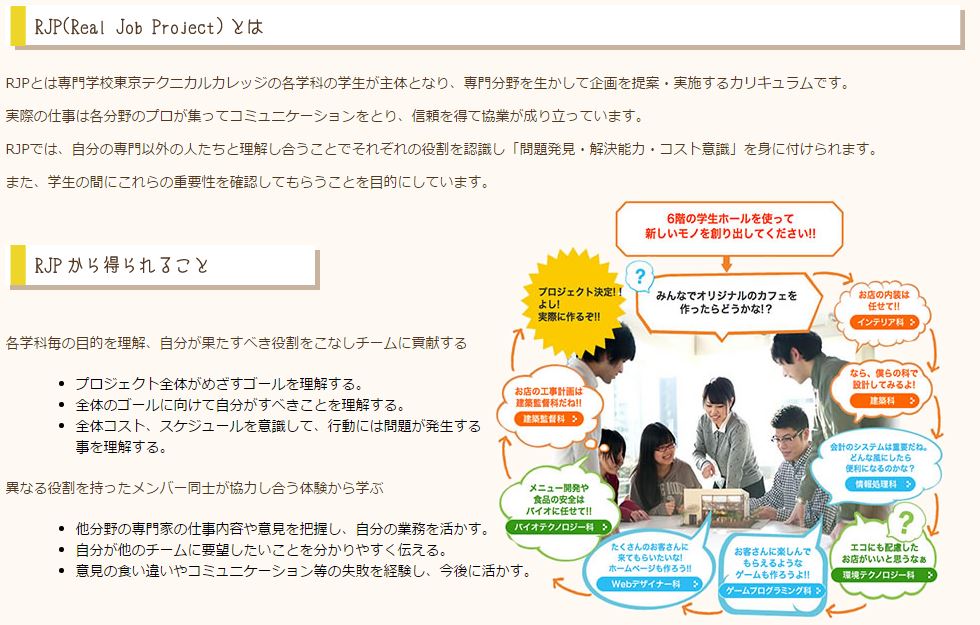 RJP(Real Job Project) とは
RJPとは専門学校東京テクニカルカレッジの各学科の学生が主体となり、専門分野を生かして企画を提案・実施するカリキュラムです。
実際の仕事は各分野のプロが集ってコミュニケーションをとり、信頼を得て協業が成り立っています。
RJPでは、自分の専門以外の人たちと理解し合うことでそれぞれの役割を認識し「問題発見・解決能力・コスト意識」を身に付けられます。
また、学生の間にこれらの重要性を確認してもらうことを目的にしています。
RJP から得られること
各学科毎の目的を理解、自分が果たすべき役割をこなしチームに貢献する
• プロジェクト全体がめざすゴールを理解する。
• 全体のゴールに向けて自分がすべきことを理解する。
• 全体コスト、スケジュールを意識して、行動には問題が発生する
事を理解する。
異なる役割を持ったメンバー同士が協力し合う体験から学ぶ
• 他分野の専門家の仕事内容や意見を把握し、自分の業務を活かす。
• 自分が他のチームに要望したいことを分かりやすく伝える。
• 意見の食い違いやコミュニケーション等の失敗を経験し、今後に活かす。
6階の学生ホールを使って
新しいモノを創り出してください!!
?
みんなでオリジナルのカフェを
作ったらどうかな!?
お店の内装は
任せて!!
インテリア科
なら、僕らの科で
設計してみるよ!
建築科
会計のシステムは重要だね。
どんな風にしたら
便利になるのかな?
情報処理科
?
エコにも配慮した
お店がいいと思うなぁ
環境テクノロジー科
お客さんに楽しんで
もらえるような
ゲームも作ろうよ!!
ゲームプログラミング科
たくさんのお客さんに
来てもらいたいな!
ホームページも作ろう!!
Webデザイナー科
メニュー開発や
食品の安全は
バイオに任せて!!
バイオテクノロジー科
お店の工事計画は
建築監督科だね!!
建築監督科
プロジェクト決定!!
よし!
実際に作るぞ!!